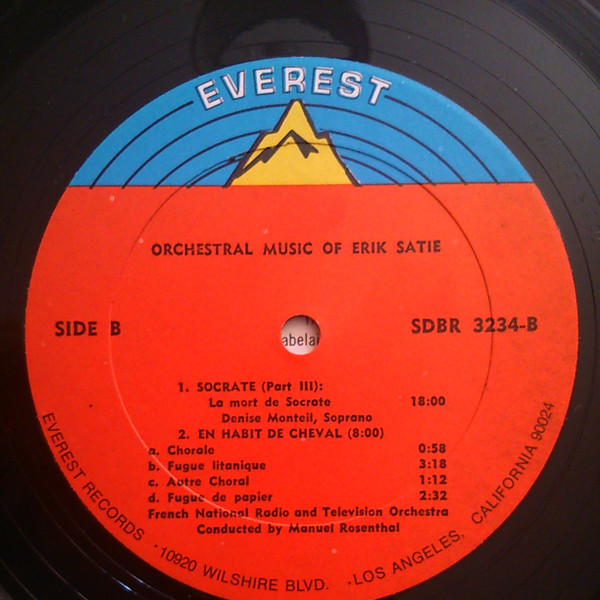 EVEREST
ORCHESTRAL MUSIC OF ERIK SATIE
SIDE B
SDBR 3234-B
abelai
1. SOCRATE (Part III):
La mort de Socrate 18:00
Denise Monteil, Soprano
2. EN HABIT DE CHEVAL (8:00)
a. Chorale 0:58
b. Fugue litanique 3:18
c. Autre Choral 1:12
d. Fugue de papier 2:32
French National Radio and Television Orchestra
Conducted by Manuel Rosenthal
EVEREST RECORDS · 10920 WILSHIRE BLVD. · LOS ANGELES, CALIFORNIA 90024